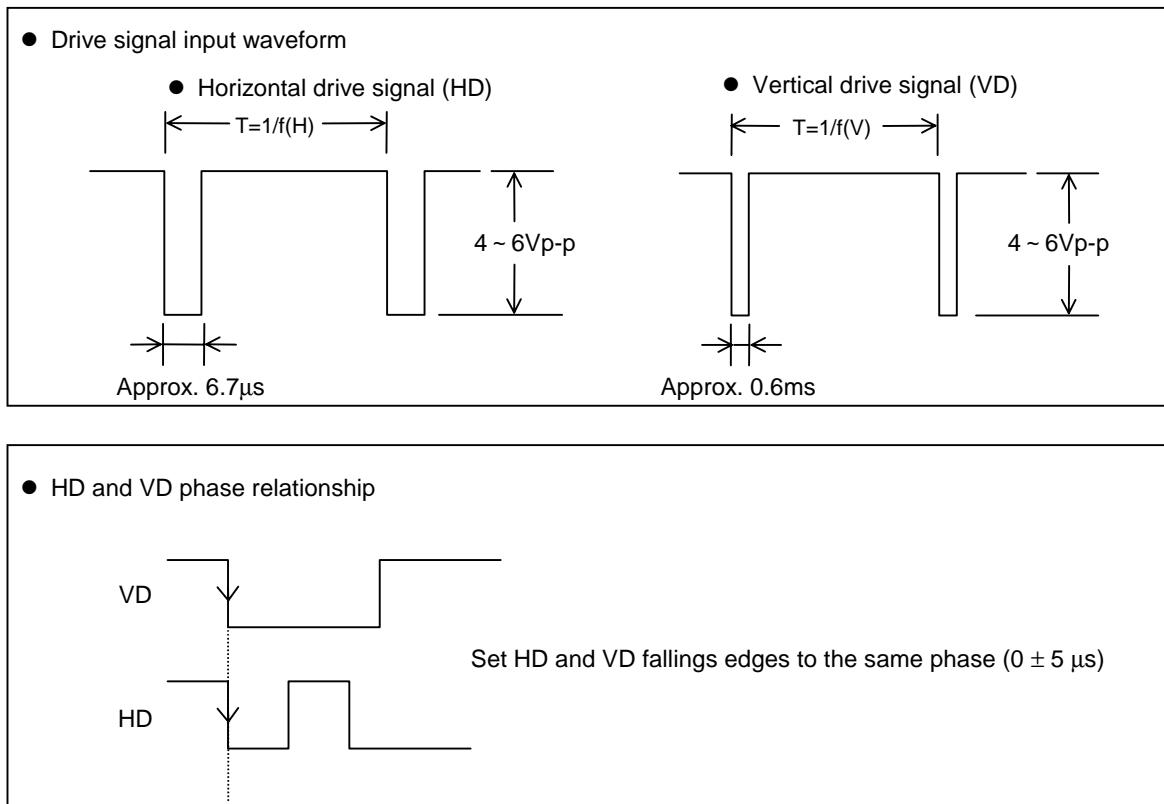 ● Drive signal input waveform
● Horizontal drive signal (HD)
● Vertical drive signal (VD)
T=1/f(H)
T=1/f(V)
4 ~ 6Vp-p
4 ~ 6Vp-p
Approx. 6.7μs
Approx. 0.6ms
● HD and VD phase relationship
VD
Set HD and VD fallings edges to the same phase (0 ± 5 μs)
HD